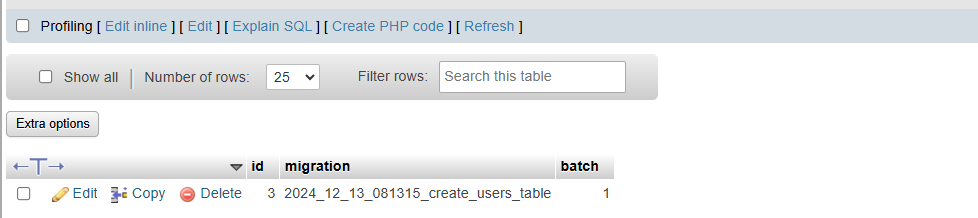 Profiling [ Edit inline ] [ Edit ] [ Explain SQL ] [ Create PHP code ] [ Refresh ]
Show all Number of rows: 25 Filter rows: Search this table
Extra options
id migration batch
Edit Copy Delete 3 2024_12_13_081315_create_users_table 1